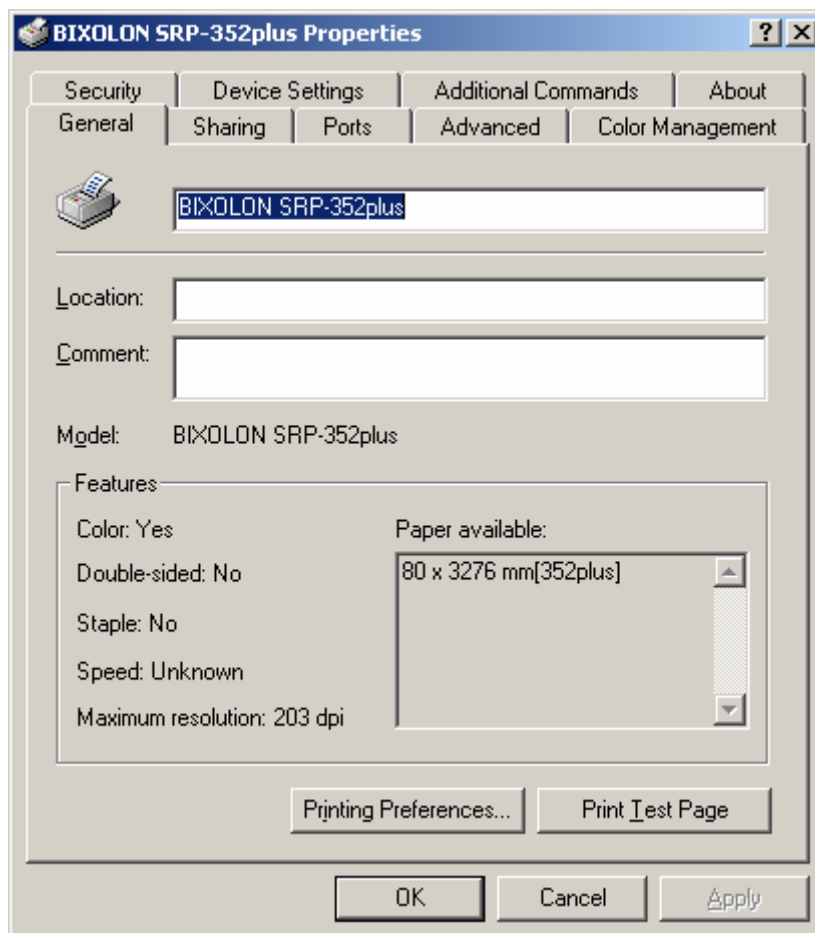 BIXOLON SRP-352plus Properties
Security Device Settings Additional Commands About
General Sharing Ports Advanced Color Management
BIXOLON SRP-352plus
Location:
Comment:
Model: BIXOLON SRP-352plus
Features
Color: Yes Paper available:
Double-sided: No 80 x 3276 mm[352plus]
Staple: No
Speed: Unknown
Maximum resolution: 203 dpi
Printing Preferences... Print Test Page
OK Cancel Apply